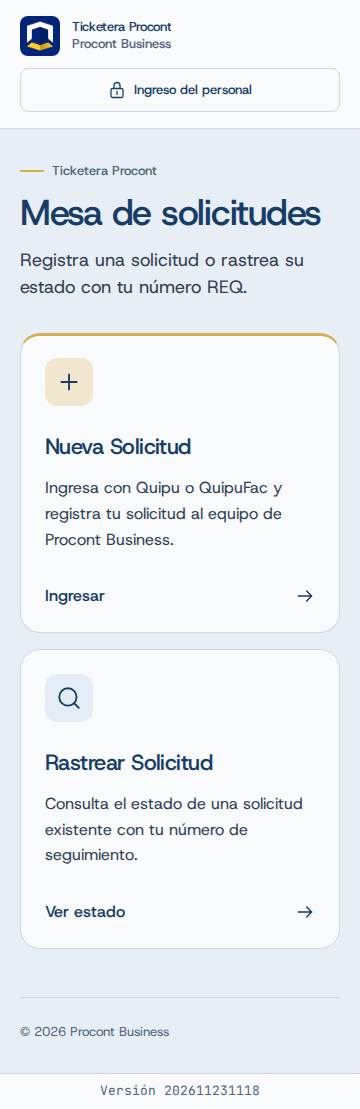 Ticketera Procont
Procont Business
Ingreso del personal
Ticketera Procont
Mesa de solicitudes
Registra una solicitud o rastrea su
estado con tu número REQ.
Nueva Solicitud
Ingresa con Quipu o QuipuFac y
registra tu solicitud al equipo de
Procont Business.
Ingresar
Rastrear Solicitud
Consulta el estado de una solicitud
existente con tu número de
seguimiento.
Ver estado
© 2026 Procont Business
Versión 202611231118